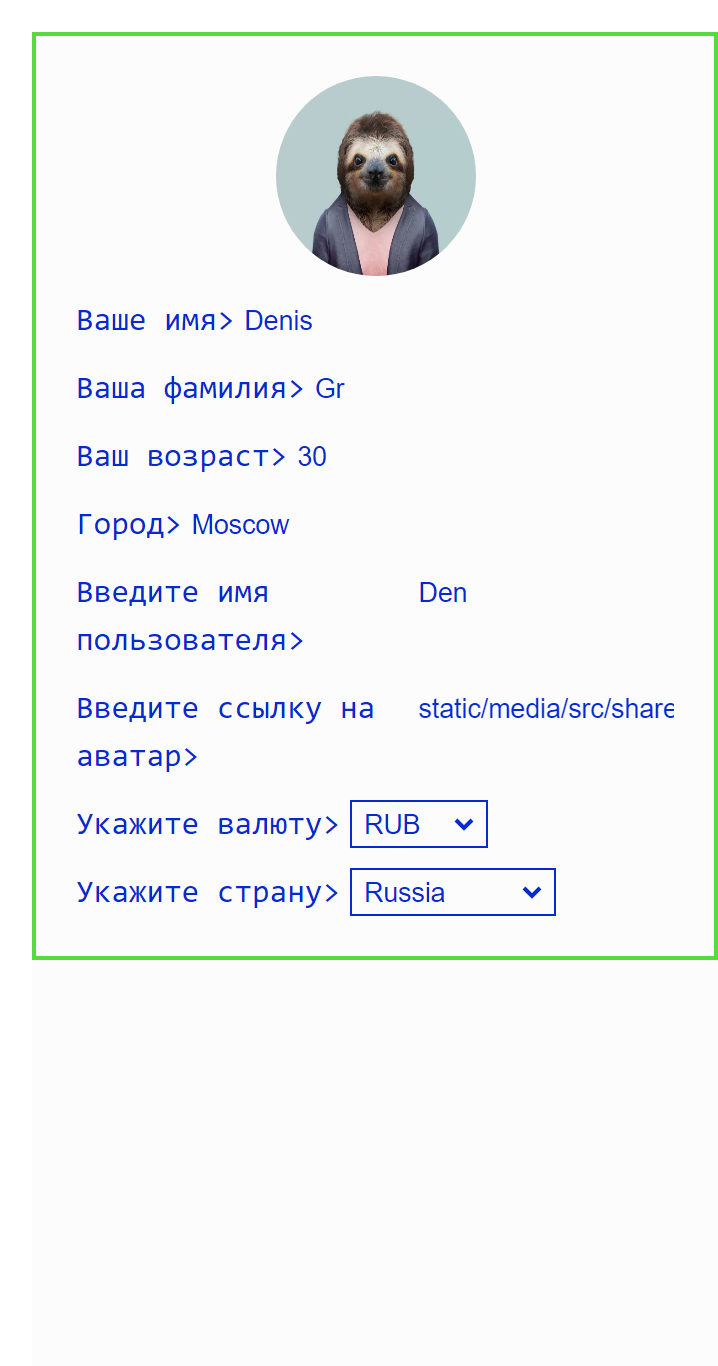 Ваше имя> Denis
Ваша фамилия> Gr
Ваш возраст> 30
Город> Moscow
Введите имя Den
пользователя>
Введите ссылку на static/media/src/share
аватар>
Укажите валюту> RUB
Укажите страну> Russia